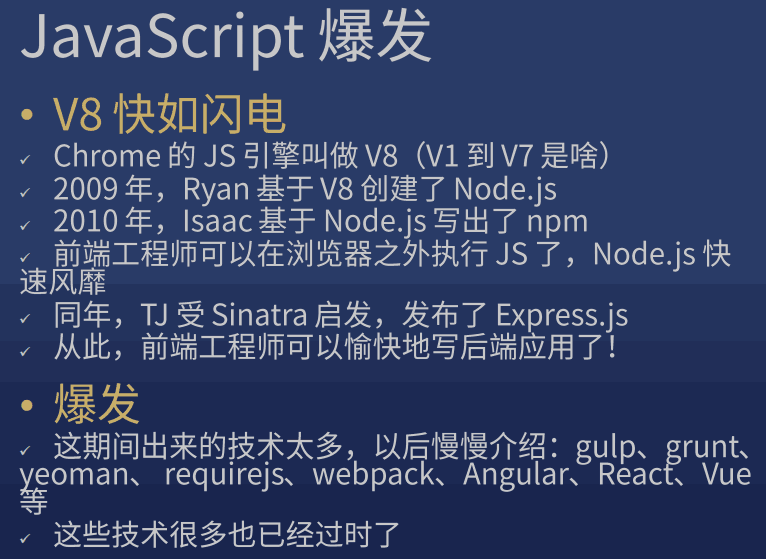 JavaScript 爆发
• V8 快如闪电
✓ Chrome 的 JS 引擎叫做 V8（V1 到 V7 是啥）
✓ 2009 年，Ryan 基于 V8 创建了 Node.js
✓ 2010 年，Isaac 基于 Node.js 写出了 npm
✓ 前端工程师可以在浏览器之外执行 JS 了，Node.js 快
速风靡
✓ 同年，TJ 受 Sinatra 启发，发布了 Express.js
✓ 从此，前端工程师可以愉快地写后端应用了！
• 爆发
✓ 这期间出来的技术太多，以后慢慢介绍：gulp、grunt、
yeoman、 requirejs、webpack、Angular、React、Vue
等
✓ 这些技术很多也已经过时了